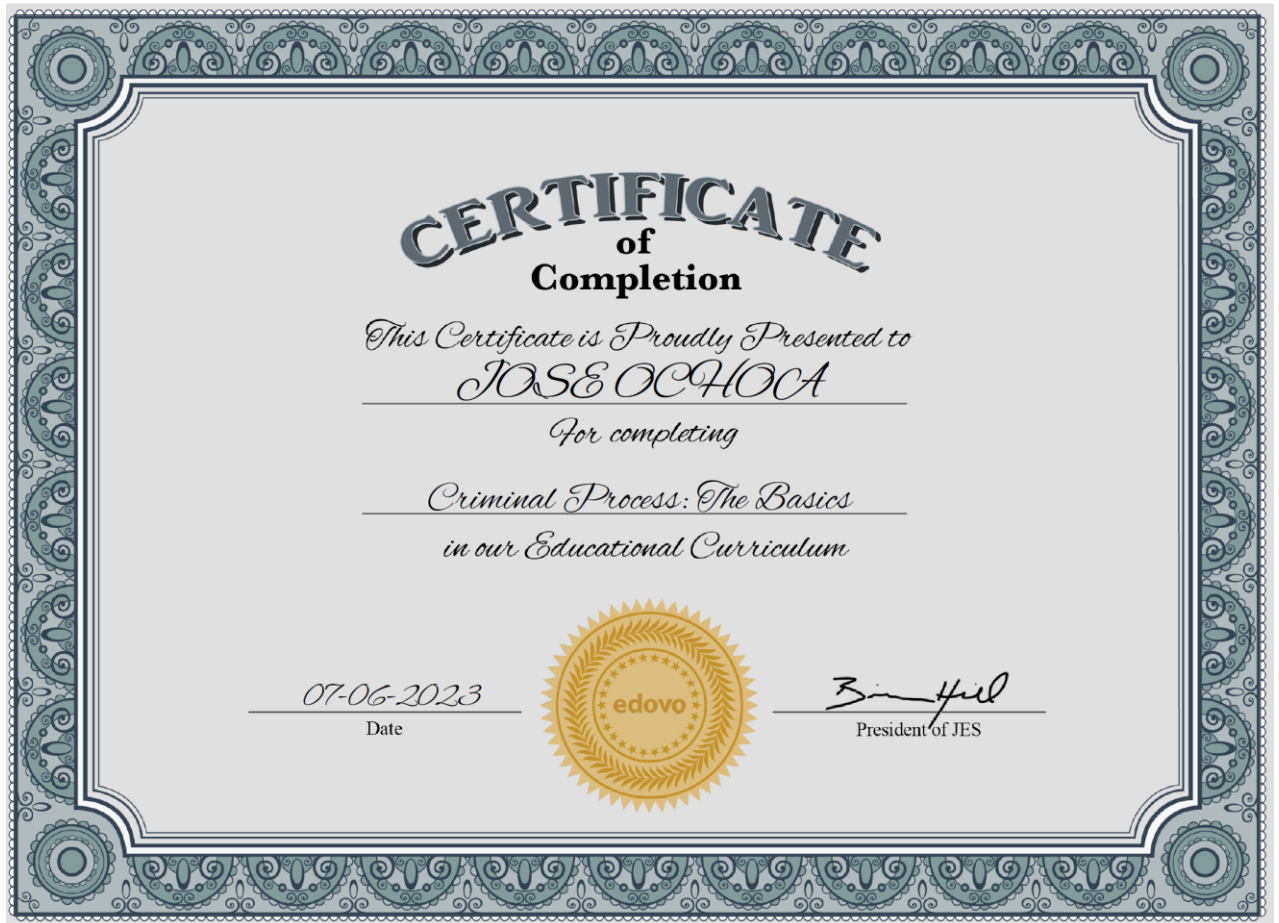 CERTIFICATE
of
Completion
This Certificate is Proudly Presented to
JOSE OCHOA
For completing
Criminal Process: The Basics
in our Educational Curriculum
07-06-2023
Date
edovo
President of JES